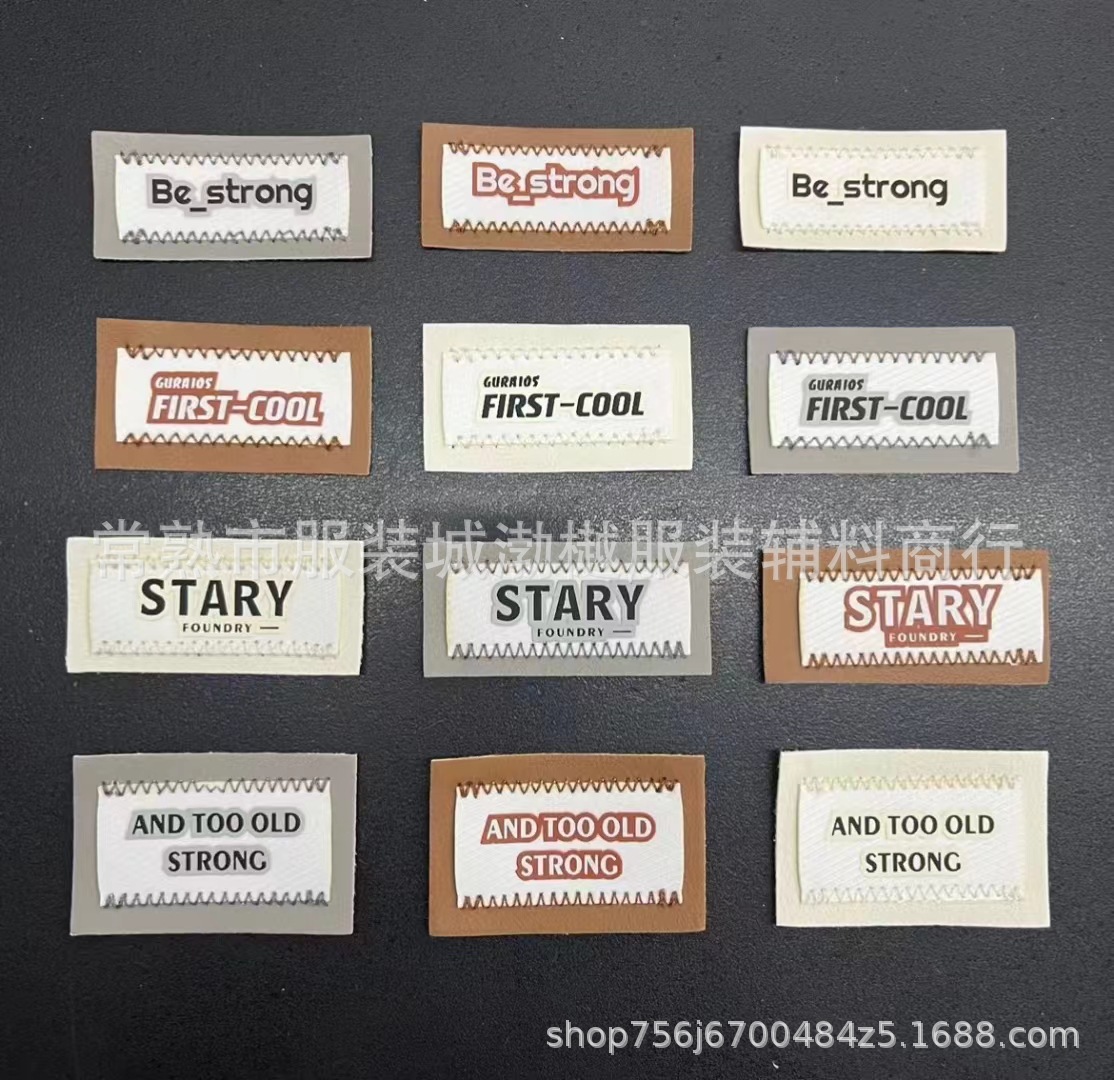 Be_strong
Be_strong
Be_strong
GURAIOS
FIRST-COOL
GURAIOS
FIRST-COOL
GURAIOS
FIRST-COOL
常熟市服装城渤樾服装辅料商行
STARY
FOUNDRY —
STARY
FOUNDRY —
STARY
FOUNDRY —
AND TOO OLD
STRONG
AND TOO OLD
STRONG
AND TOO OLD
STRONG
shop756j6700484z5.1688.com